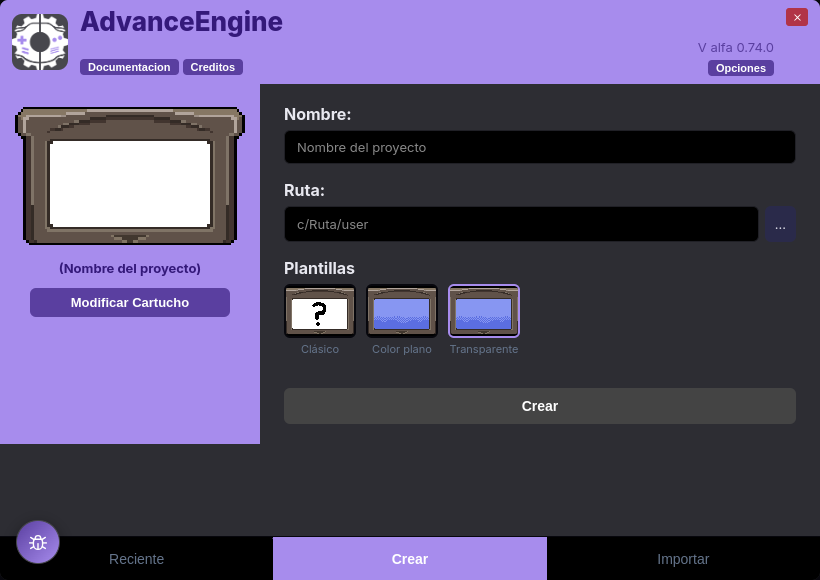 AdvanceEngine
×
V alfa 0.74.0
Documentacion Creditos
Opciones
Nombre:
Nombre del proyecto
Ruta:
c/Ruta/user
...
(Nombre del proyecto)
Modificar Cartucho
Plantillas
?
Clásico Color plano Transparente
Crear
Reciente Crear Importar